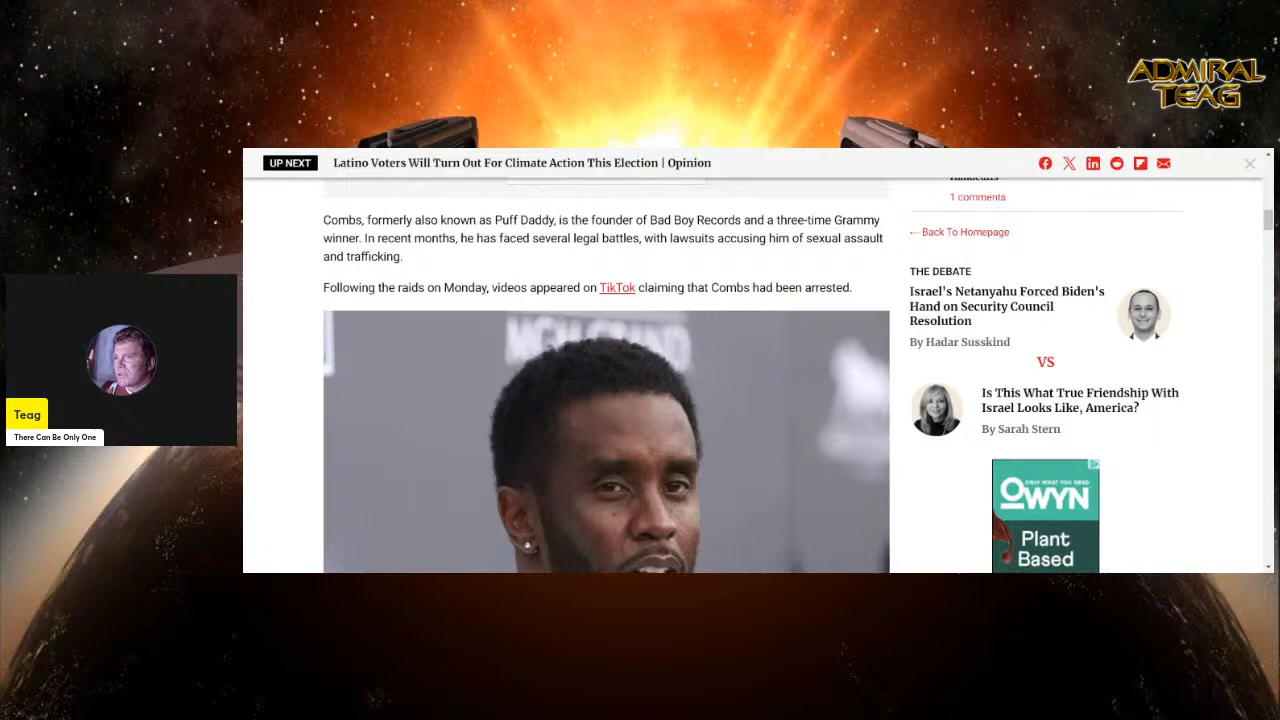 ADMIRAL
TEAG
UP NEXT
Latino Voters Will Turn Out For Climate Action This Election | Opinion
Handcuffs
1 comments
Combs, formerly also known as Puff Daddy, is the founder of Bad Boy Records and a three-time Grammy
winner. In recent months, he has faced several legal battles, with lawsuits accusing him of sexual assault
and trafficking.
Following the raids on Monday, videos appeared on TikTok claiming that Combs had been arrested.
← Back To Homepage
THE DEBATE
Israel's Netanyahu Forced Biden's
Hand on Security Council
Resolution
By Hadar Susskind
VS
Is This What True Friendship With
Israel Looks Like, America?
By Sarah Stern
ONLY WHAT YOU NEED
OWYN
Plant
Based
Teag
There Can Be Only One